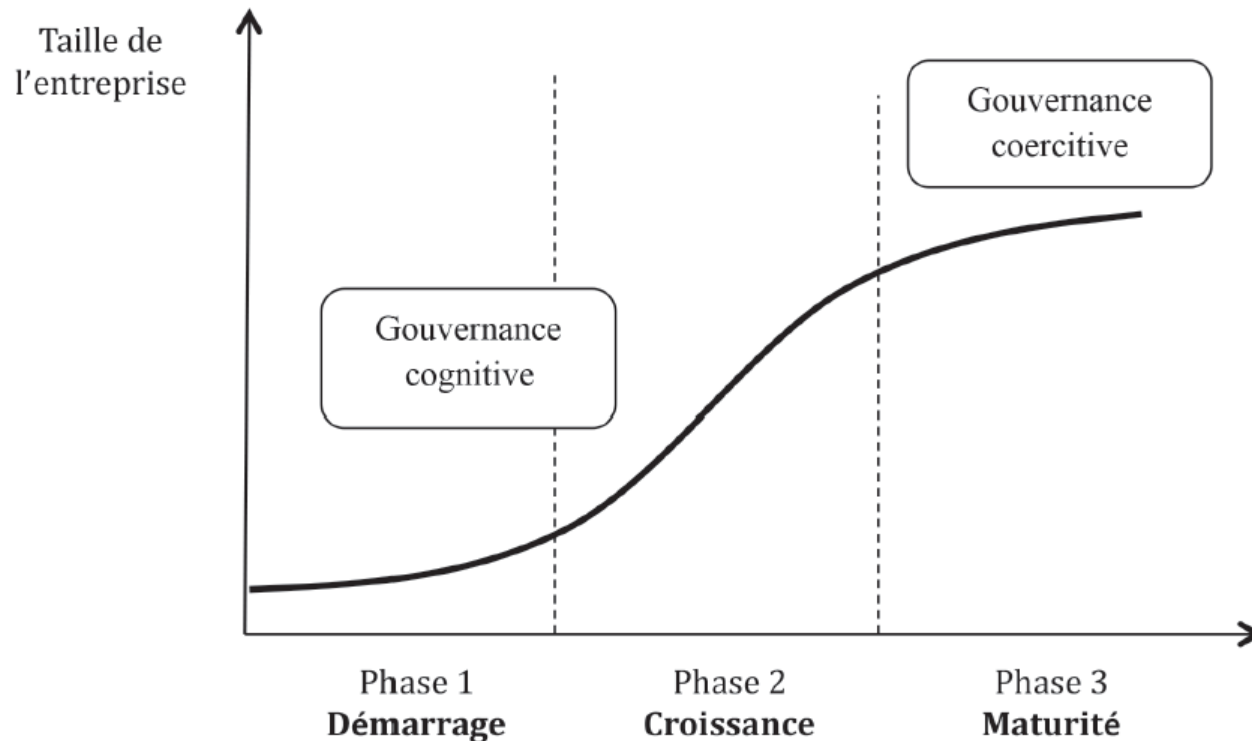 Taille de
l'entreprise
Gouvernance
coercitive
Gouvernance
cognitive
Phase 1
Démarrage
Phase 2
Croissance
Phase 3
Maturité